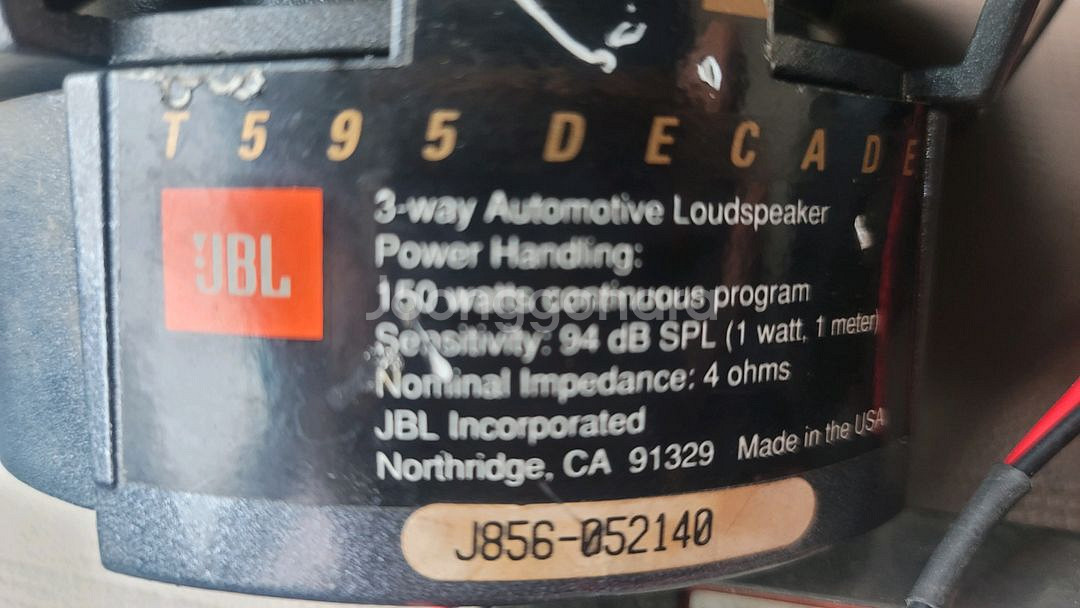 T595 DECADE
JBL
3-way Automotive Loudspeaker
Power Handling:
150 watts continuous program
Sensitivity: 94 dB SPL (1 watt, 1 meter)
Nominal Impedance: 4 ohms
JBL Incorporated
Northridge, CA 91329 Made in the USA
J856-052140
Joonggonara